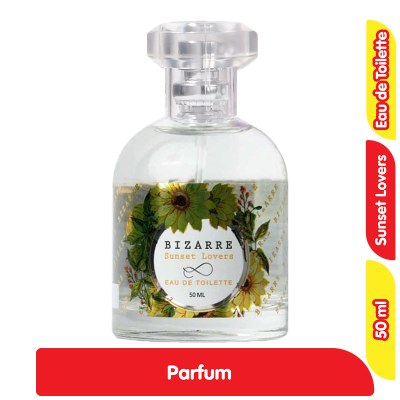 BIZARRE
Sunset Lovers
EAU DE TOILETTE
50 ML
Eau de Toilette
Sunset Lovers
50 ml
Parfum